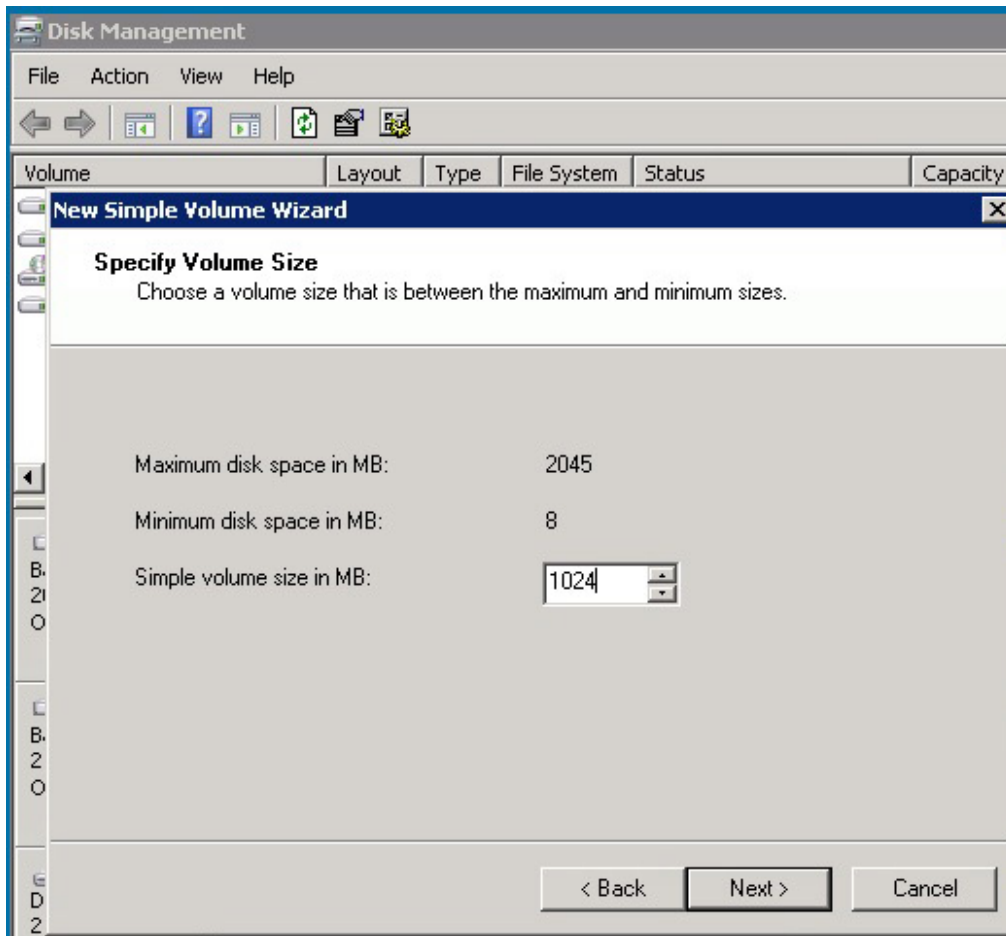 Disk Management
File Action View Help
Volume Layout Type File System Status Capacity
New Simple Volume Wizard
Specify Volume Size
Choose a volume size that is between the maximum and minimum sizes.
Maximum disk space in MB: 2045
Minimum disk space in MB: 8
Simple volume size in MB: 1024
< Back Next > Cancel